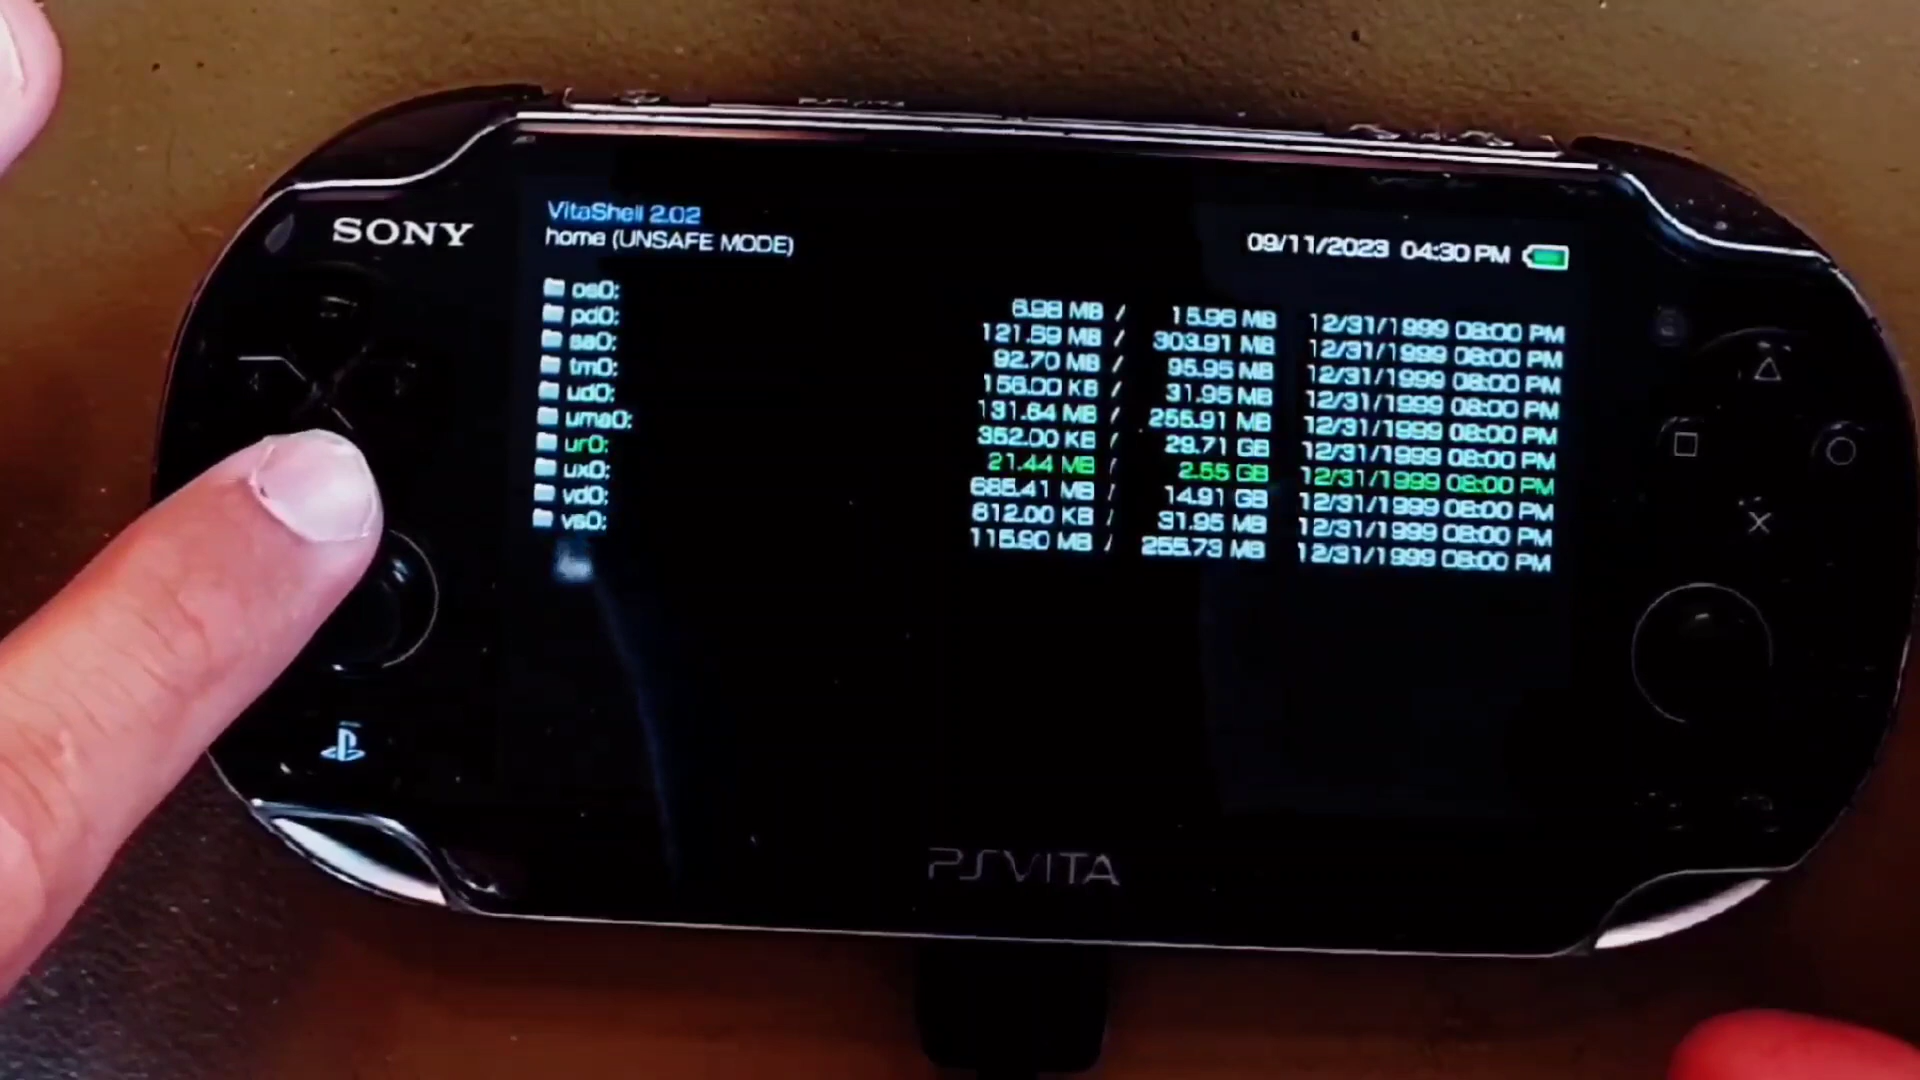 SONY
VitaShell 2.02
home (UNSAFE MODE)
09/11/2023 04:30 PM
os0: 6.98 MB / 15.96 MB 12/31/1999 08:00 PM
pd0: 121.59 MB / 303.91 MB 12/31/1999 08:00 PM
sa0: 92.70 MB / 95.95 MB 12/31/1999 08:00 PM
tm0: 156.00 KB / 31.95 MB 12/31/1999 08:00 PM
ud0: 131.64 MB / 255.91 MB 12/31/1999 08:00 PM
uma0: 352.00 KB / 29.71 GB 12/31/1999 08:00 PM
ur0: 21.44 MB / 2.55 GB 12/31/1999 08:00 PM
ux0: 685.41 MB / 14.91 GB 12/31/1999 08:00 PM
vd0: 612.00 KB / 31.95 MB 12/31/1999 08:00 PM
vs0: 115.90 MB / 255.73 MB 12/31/1999 08:00 PM
PSVITA